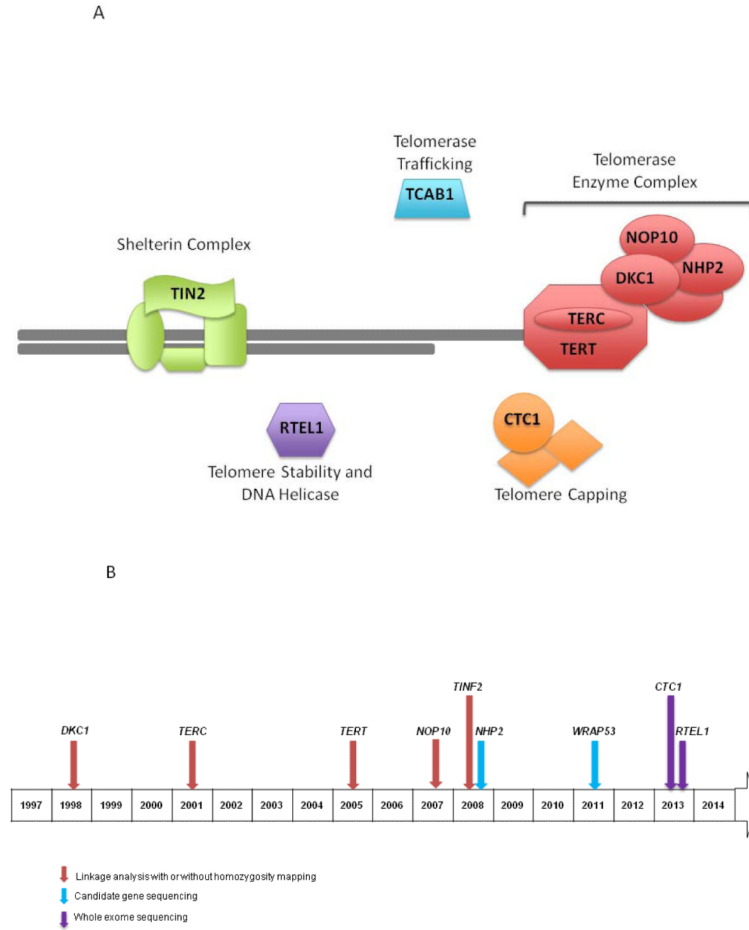 A
Telomerase
Trafficking
TCAB1
Telomerase
Enzyme Complex
NOP10
NHP2
DKC1
TERC
TERT
Shelterin Complex
TIN2
RTEL1
Telomere Stability and
DNA Helicase
CTC1
Telomere Capping
B
TINF2
CTC1
DKC1
TERC
TERT
NOP10
NHP2
WRAP53
RTEL1
1997 1998 1999 2000 2001 2002 2003 2004 2005 2006 2007 2008 2009 2010 2011 2012 2013 2014
Linkage analysis with or without homozygosity mapping
Candidate gene sequencing
Whole exome sequencing